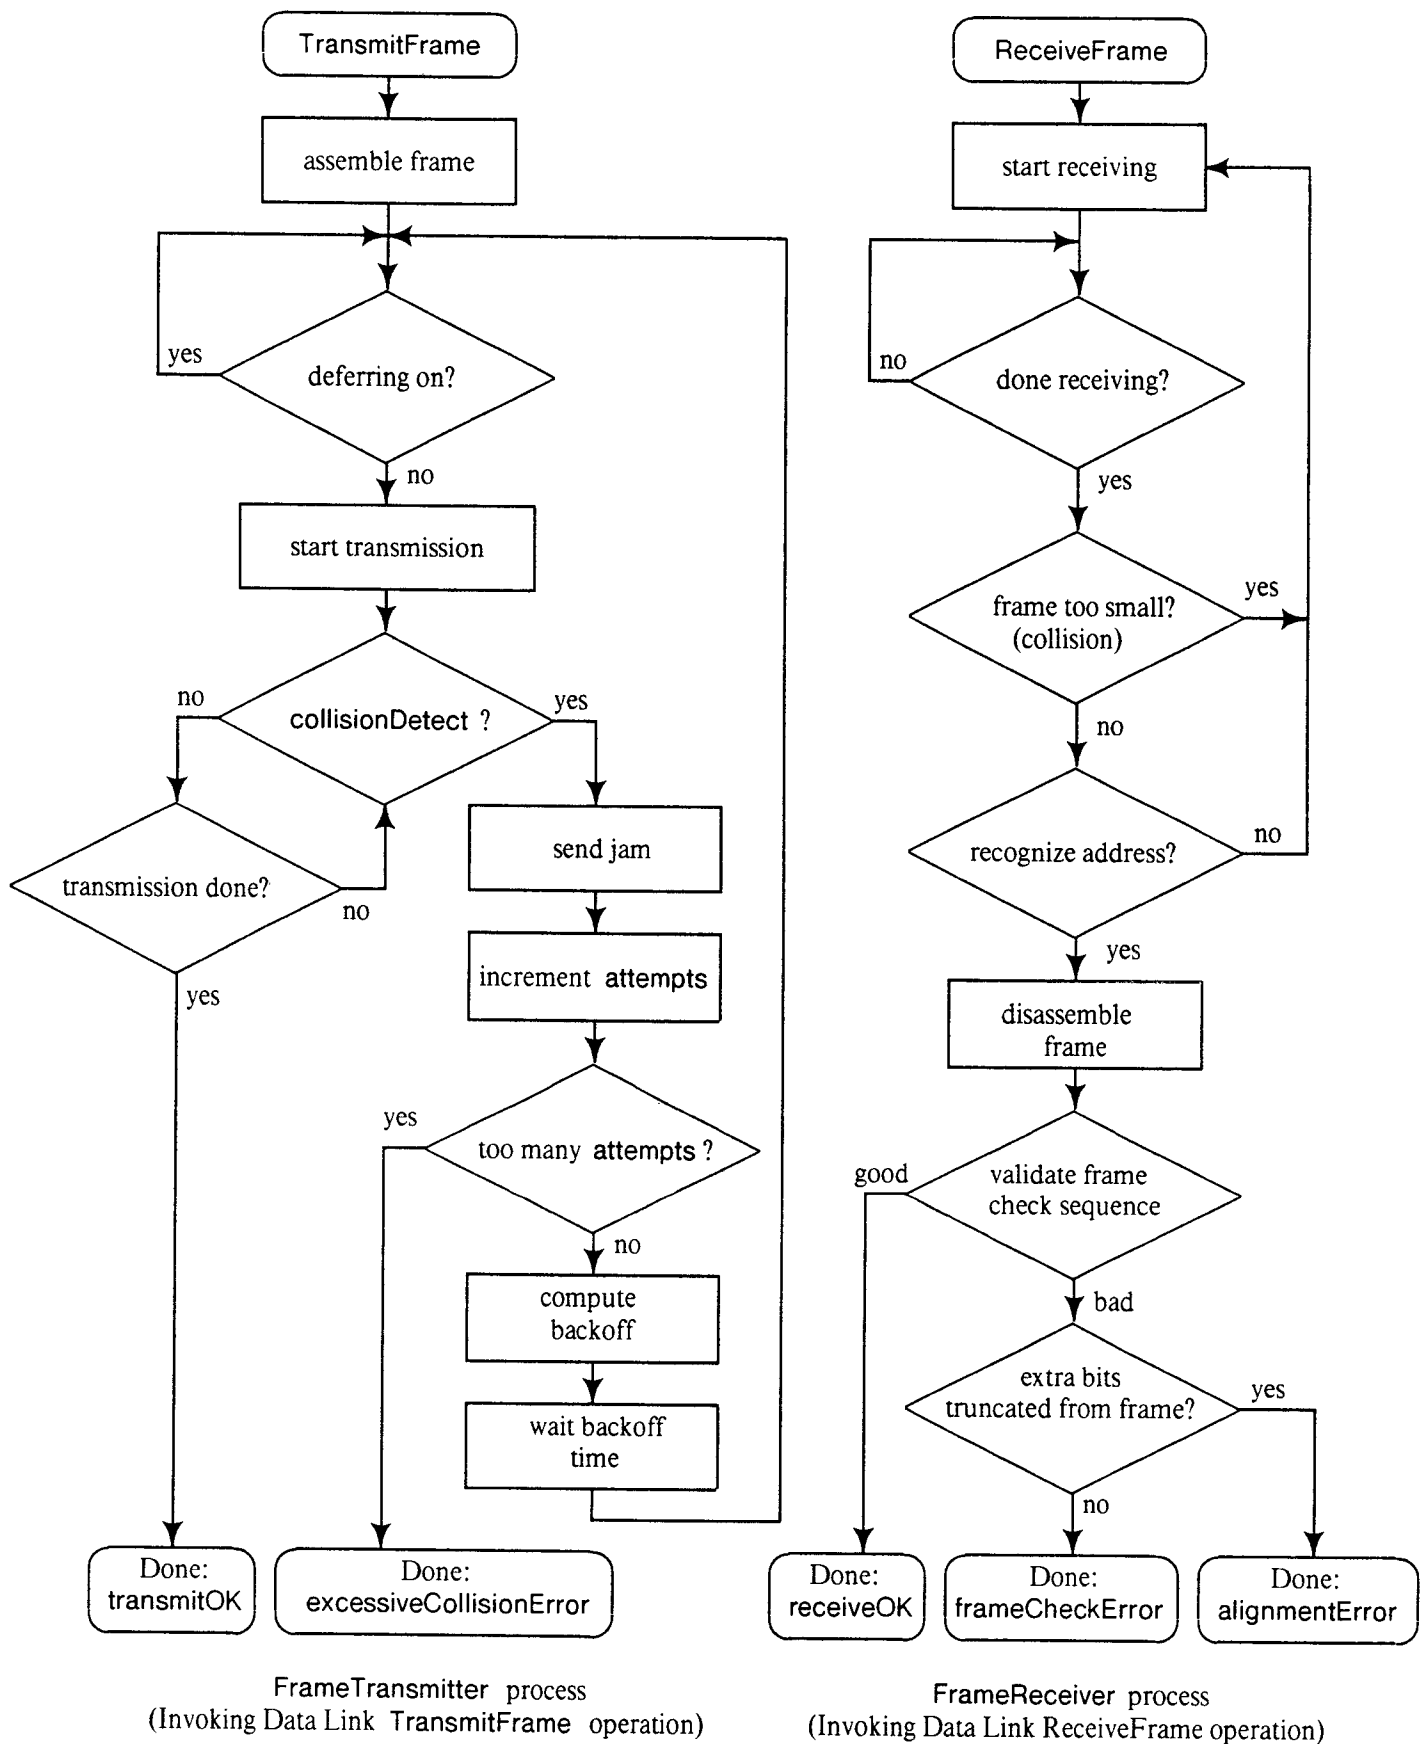 TransmitFrame
assemble frame
yes
deferring on?
no
start transmission
no
collisionDetect ?
yes
transmission done?
no
yes
send jam
increment attempts
yes
too many attempts ?
no
compute
backoff
wait backoff
time
Done:
transmitOK
Done:
excessiveCollisionError
FrameTransmitter process
(Invoking Data Link TransmitFrame operation)
ReceiveFrame
start receiving
no
done receiving?
yes
frame too small?
(collision)
yes
no
recognize address?
no
yes
disassemble
frame
good
validate frame
check sequence
bad
extra bits
truncated from frame?
yes
no
Done:
receiveOK
Done:
frameCheckError
Done:
alignmentError
FrameReceiver process
(Invoking Data Link ReceiveFrame operation)